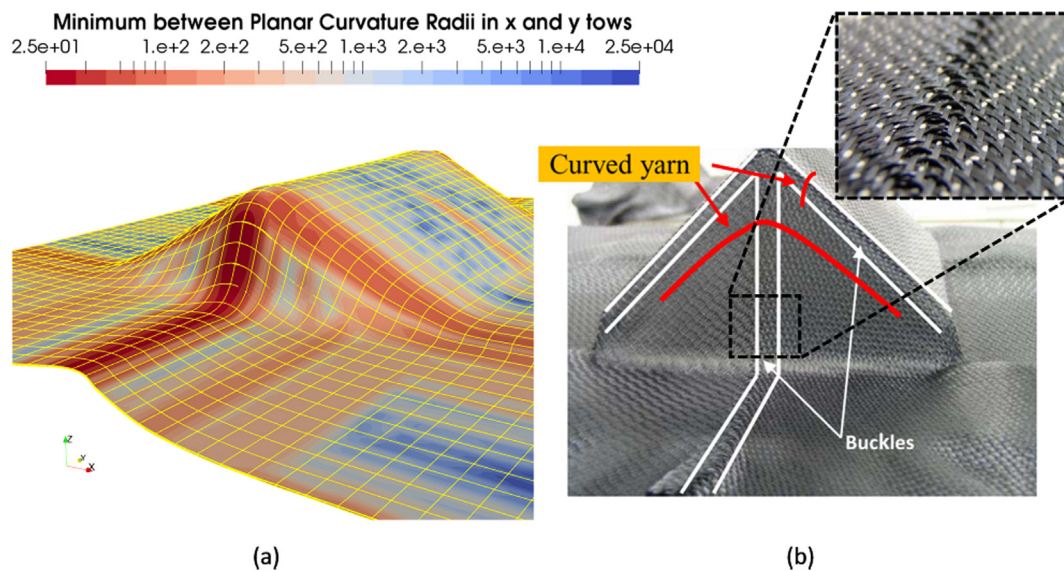 Minimum between Planar Curvature Radii in x and y tows
2.5e+01 1.e+2 2.e+2 5.e+2 1.e+3 2.e+3 5.e+3 1.e+4 2.5e+04
Curved yarn
Buckles
Z
Y
X
(a) (b)